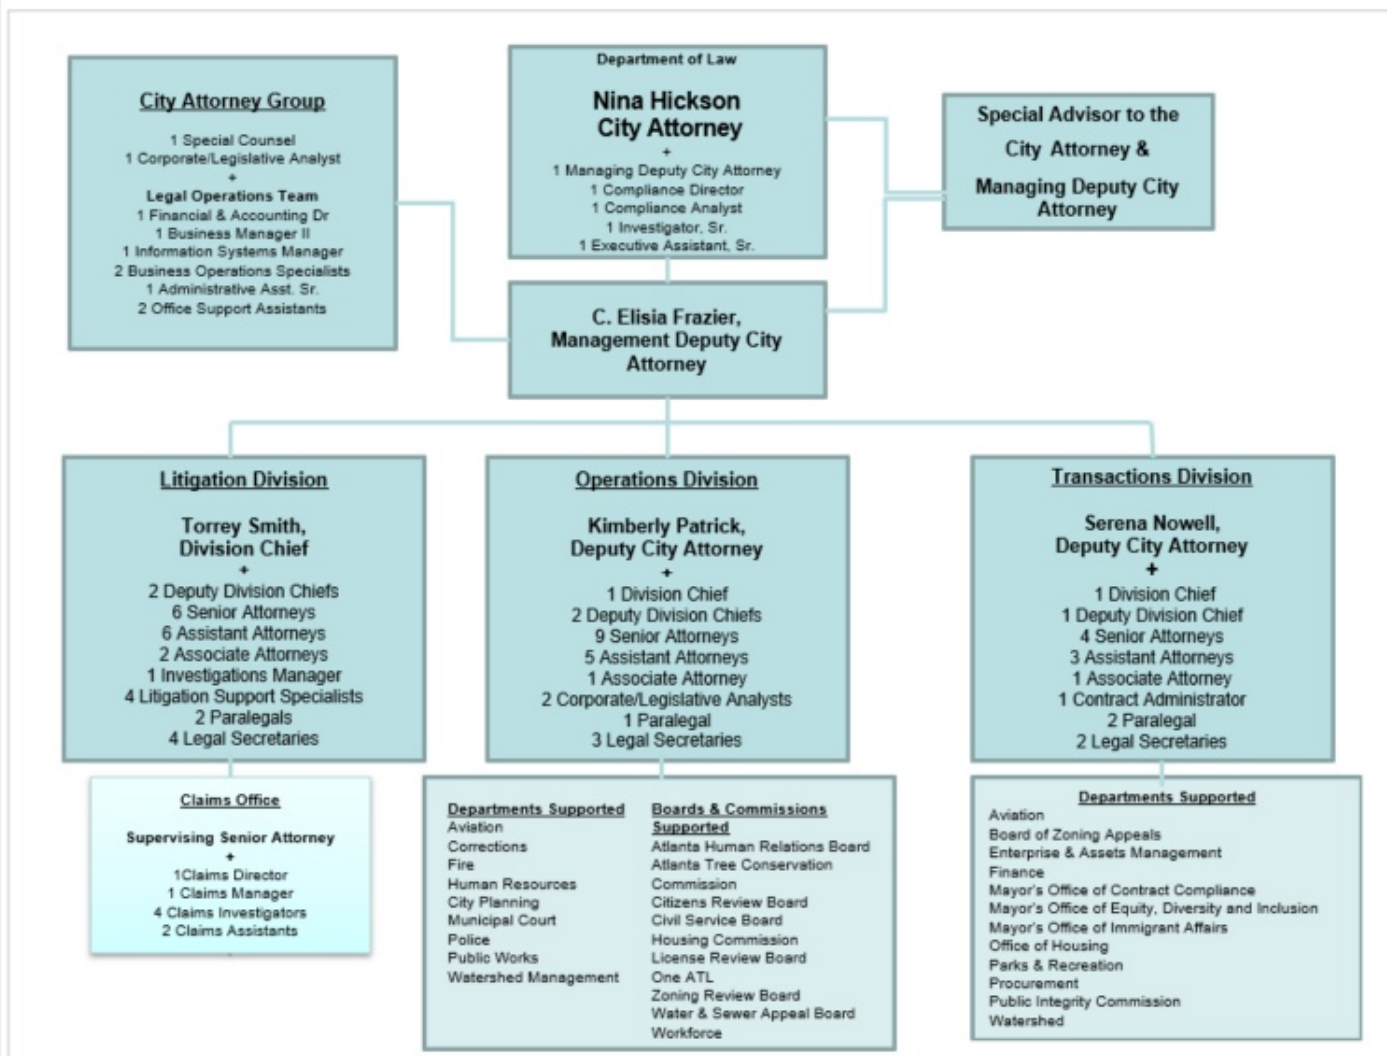 City Attorney Group
1 Special Counsel
1 Corporate/Legislative Analyst
+
Legal Operations Team
1 Financial & Accounting Dr
1 Business Manager II
1 Information Systems Manager
2 Business Operations Specialists
1 Administrative Asst. Sr.
2 Office Support Assistants
Department of Law
Nina Hickson
City Attorney
+
1 Managing Deputy City Attorney
1 Compliance Director
1 Compliance Analyst
1 Investigator, Sr.
1 Executive Assistant, Sr.
Special Advisor to the
City Attorney &
Managing Deputy City
Attorney
C. Elisia Frazier,
Management Deputy City
Attorney
Litigation Division
Torrey Smith,
Division Chief
+
2 Deputy Division Chiefs
6 Senior Attorneys
6 Assistant Attorneys
2 Associate Attorneys
1 Investigations Manager
4 Litigation Support Specialists
2 Paralegals
4 Legal Secretaries
Operations Division
Kimberly Patrick,
Deputy City Attorney
+
1 Division Chief
2 Deputy Division Chiefs
9 Senior Attorneys
5 Assistant Attorneys
1 Associate Attorney
2 Corporate/Legislative Analysts
1 Paralegal
3 Legal Secretaries
Transactions Division
Serena Nowell,
Deputy City Attorney
+
1 Division Chief
1 Deputy Division Chief
4 Senior Attorneys
3 Assistant Attorneys
1 Associate Attorney
1 Contract Administrator
2 Paralegal
2 Legal Secretaries
Claims Office
Supervising Senior Attorney
+
1Claims Director
1 Claims Manager
4 Claims Investigators
2 Claims Assistants
Departments Supported
Aviation
Corrections
Fire
Human Resources
City Planning
Municipal Court
Police
Public Works
Watershed Management
Boards & Commissions
Supported
Atlanta Human Relations Board
Atlanta Tree Conservation
Commission
Citizens Review Board
Civil Service Board
Housing Commission
License Review Board
One ATL
Zoning Review Board
Water & Sewer Appeal Board
Workforce
Departments Supported
Aviation
Board of Zoning Appeals
Enterprise & Assets Management
Finance
Mayor's Office of Contract Compliance
Mayor's Office of Equity, Diversity and Inclusion
Mayor's Office of Immigrant Affairs
Office of Housing
Parks & Recreation
Procurement
Public Integrity Commission
Watershed